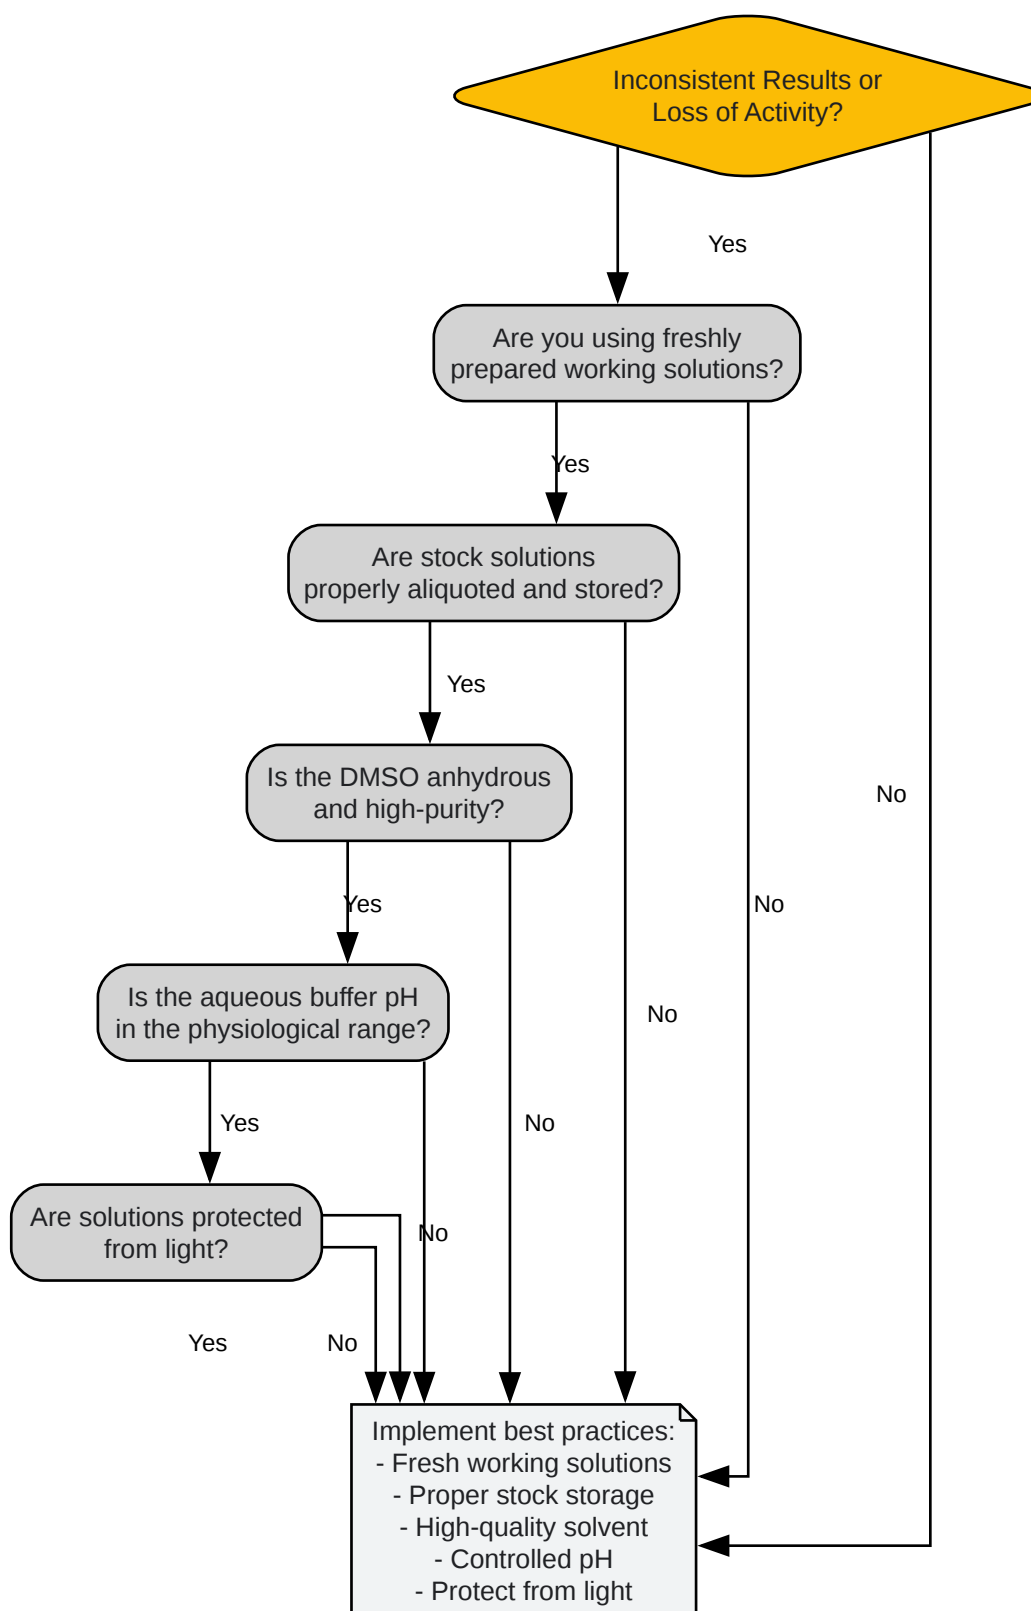 Inconsistent Results or
Loss of Activity?
Yes
Are you using freshly
prepared working solutions?
Yes
Are stock solutions
properly aliquoted and stored?
Yes
Is the DMSO anhydrous
and high-purity?
No
Yes
No
Is the aqueous buffer pH
in the physiological range?
No
Yes
No
Are solutions protected
from light?
No
Yes
No
Implement best practices:
- Fresh working solutions
- Proper stock storage
- High-quality solvent
- Controlled pH
- Protect from light